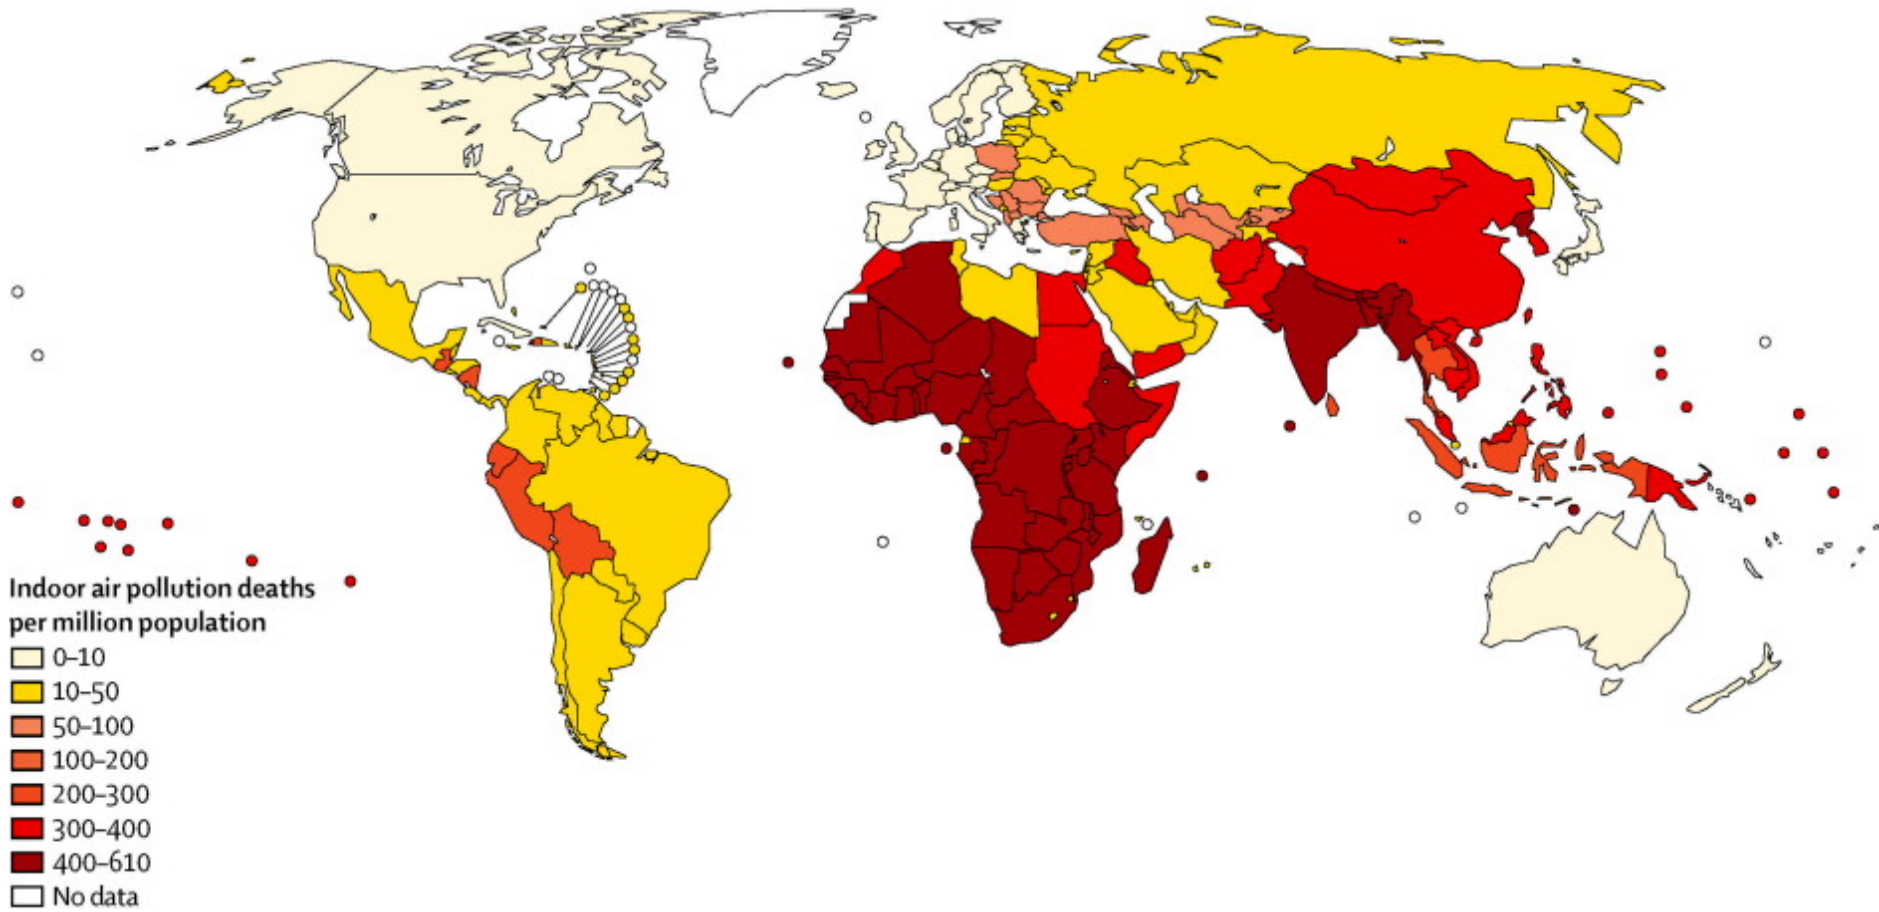 Indoor air pollution deaths
per million population
0–10
10–50
50–100
100–200
200–300
300–400
400–610
No data